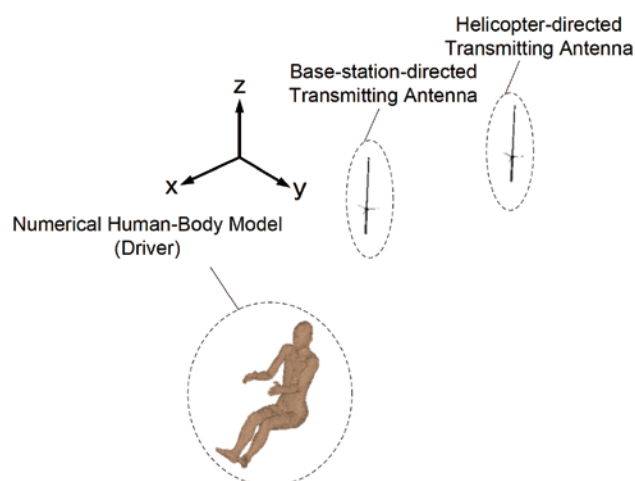 Helicopter-directed
Transmitting Antenna
Base-station-directed
Transmitting Antenna
z
x
y
Numerical Human-Body Model
(Driver)